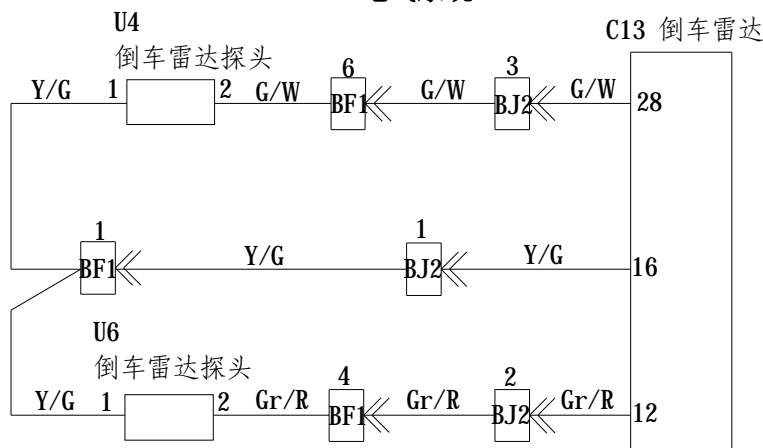 U4
倒车雷达探头
C13 倒车雷达
Y/G 1 2 G/W 6 BF1 G/W 3 BJ2 G/W 28
1 BF1 Y/G 1 BJ2 Y/G 16
U6
倒车雷达探头
Y/G 1 2 Gr/R 4 BF1 Gr/R 2 BJ2 Gr/R 12